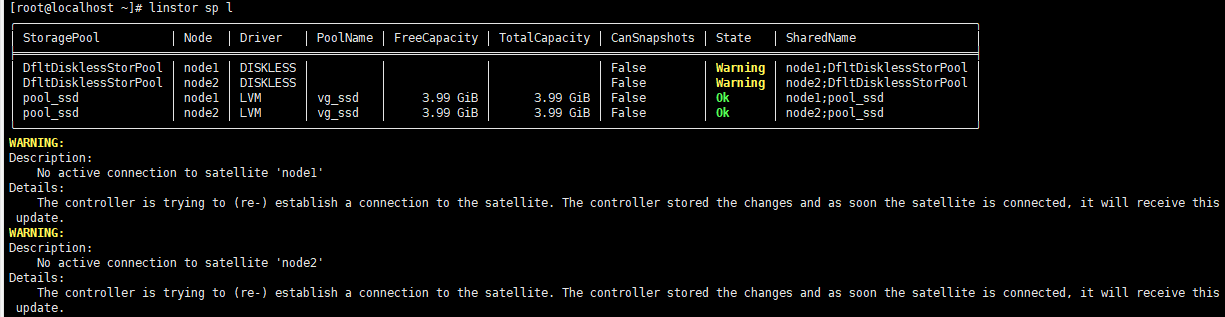 [root@localhost ~]# linstor sp l
StoragePool | Node | Driver | PoolName | FreeCapacity | TotalCapacity | CanSnapshots | State | SharedName
DfltDisklessStorPool | node1 | DISKLESS | | | | False | Warning | node1;DfltDisklessStorPool
DfltDisklessStorPool | node2 | DISKLESS | | | | False | Warning | node2;DfltDisklessStorPool
pool_ssd | node1 | LVM | vg_ssd | 3.99 GiB | 3.99 GiB | False | Ok | node1;pool_ssd
pool_ssd | node2 | LVM | vg_ssd | 3.99 GiB | 3.99 GiB | False | Ok | node2;pool_ssd
WARNING:
Description:
No active connection to satellite 'node1'
Details:
The controller is trying to (re-) establish a connection to the satellite. The controller stored the changes and as soon the satellite is connected, it will receive this
update.
WARNING:
Description:
No active connection to satellite 'node2'
Details:
The controller is trying to (re-) establish a connection to the satellite. The controller stored the changes and as soon the satellite is connected, it will receive this
update.